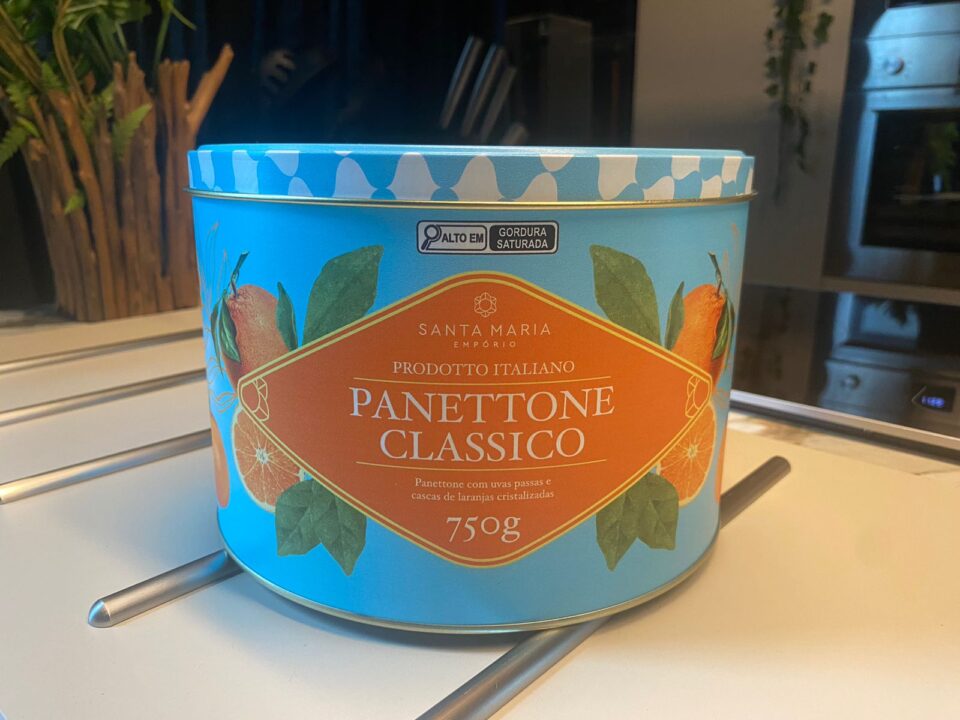 ALTO EM GORDURA
SATURADA
SANTA MARIA
EMPÓRIO
PRODOTTO ITALIANO
PANETTONE
CLASSICO
Panettone com uvas passas e
cascas de laranjas cristalizadas
750g